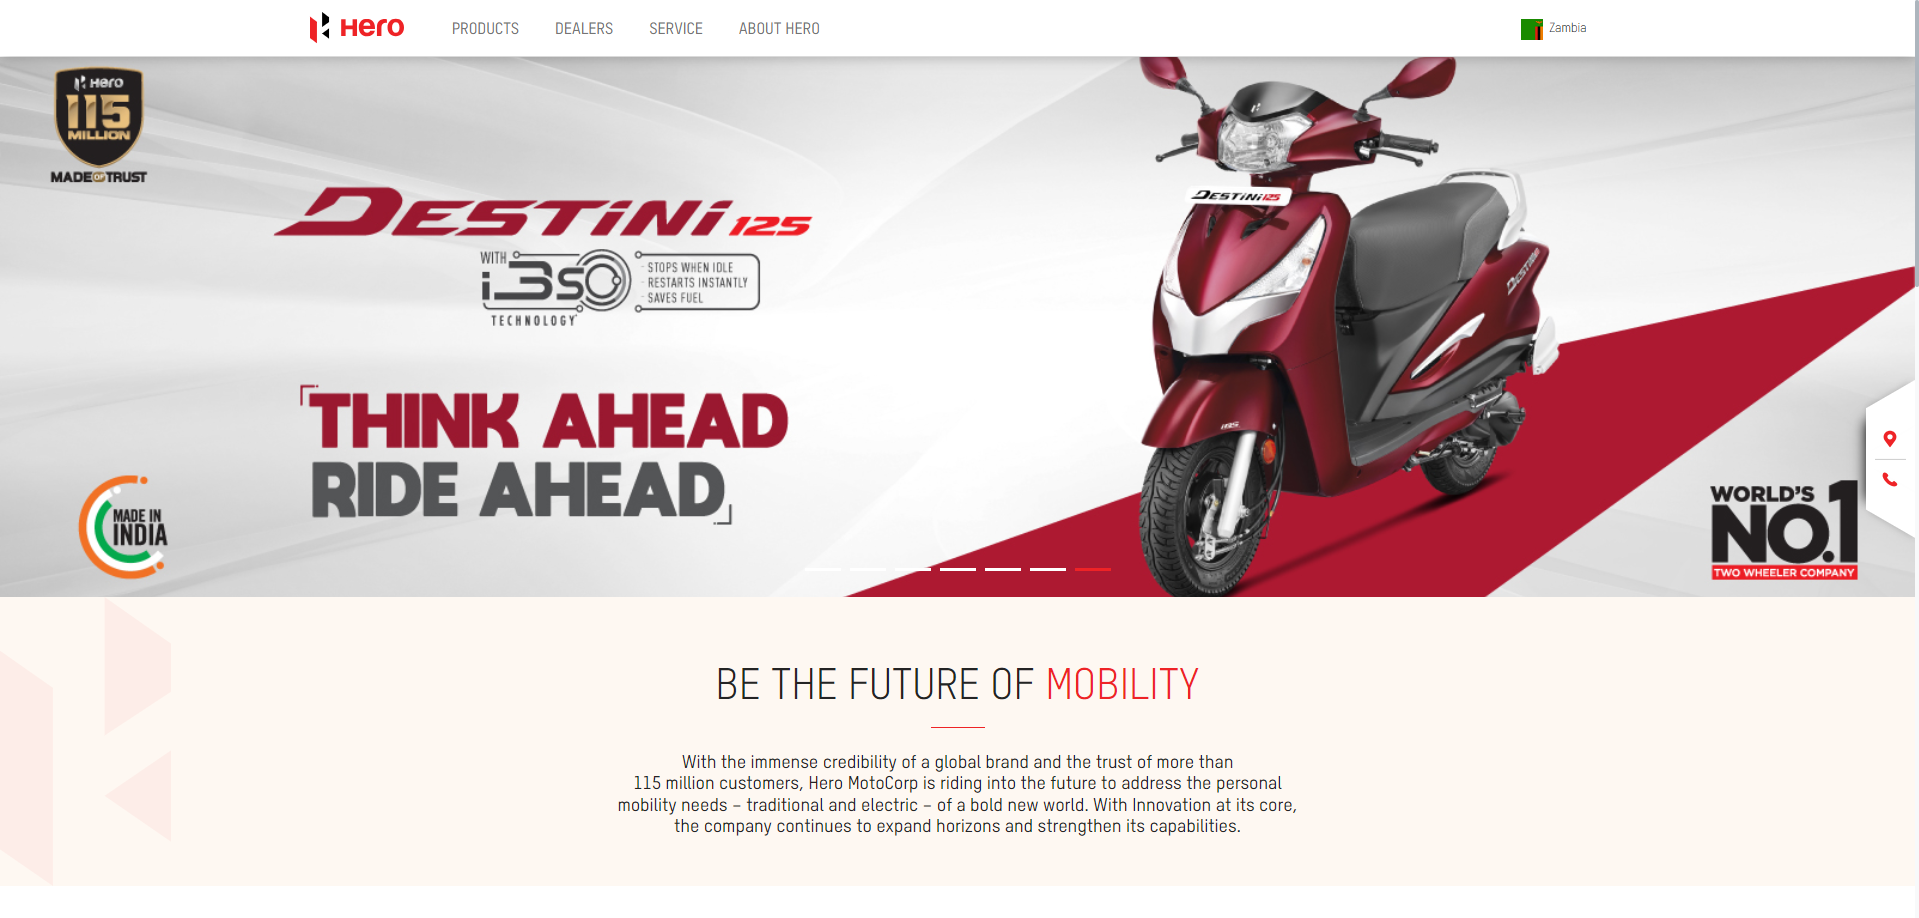 Hero
PRODUCTS
DEALERS
SERVICE
ABOUT HERO
Zambia
Hero
115
MILLION
MADE OF TRUST
DESTINI 125
WITH
i3S
TECHNOLOGY
- STOPS WHEN IDLE
- RESTARTS INSTANTLY
- SAVES FUEL
THINK AHEAD
RIDE AHEAD
MADE IN
INDIA
DESTINI 125
DESTINI
IBS
WORLD'S
NO.1
TWO WHEELER COMPANY
BE THE FUTURE OF MOBILITY
With the immense credibility of a global brand and the trust of more than
115 million customers, Hero MotoCorp is riding into the future to address the personal
mobility needs – traditional and electric – of a bold new world. With Innovation at its core,
the company continues to expand horizons and strengthen its capabilities.